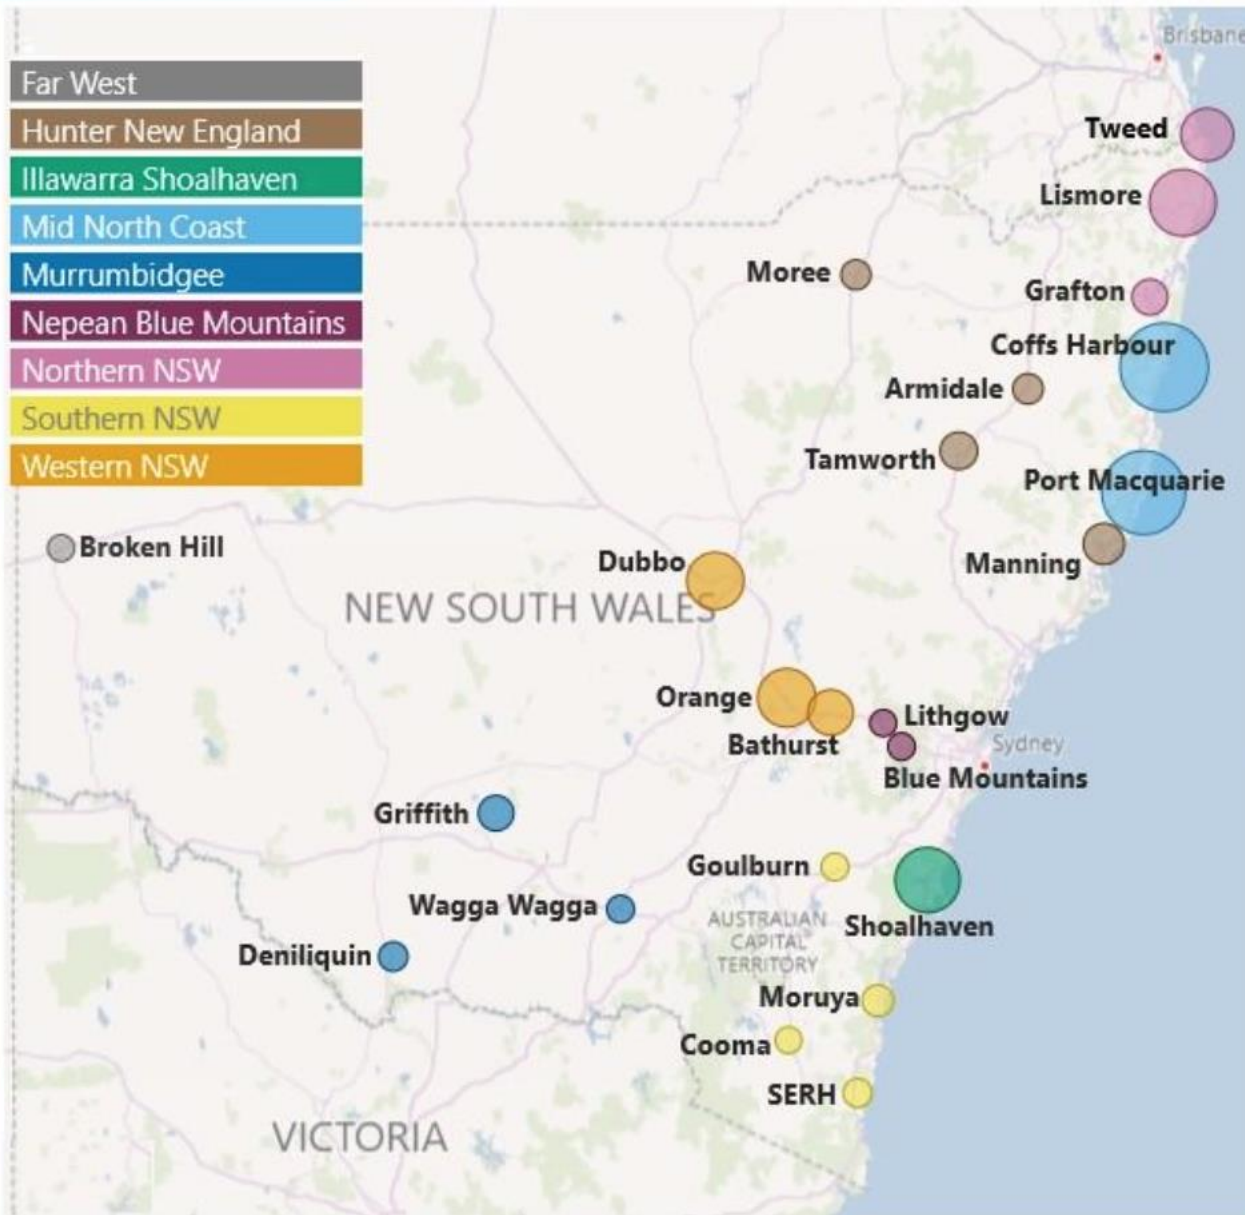 Brisbane
Far West
Hunter New England
Illawarra Shoalhaven
Mid North Coast
Murrumbidgee
Nepean Blue Mountains
Northern NSW
Southern NSW
Western NSW
Tweed
Lismore
Moree
Grafton
Coffs Harbour
Armidale
Tamworth
Port Macquarie
Broken Hill
Dubbo
Manning
NEW SOUTH WALES
Orange
Lithgow
Bathurst
Sydney
Blue Mountains
Griffith
Goulburn
Wagga Wagga
AUSTRALIAN
CAPITAL
TERRITORY
Shoalhaven
Deniliquin
Moruya
Cooma
SERH
VICTORIA